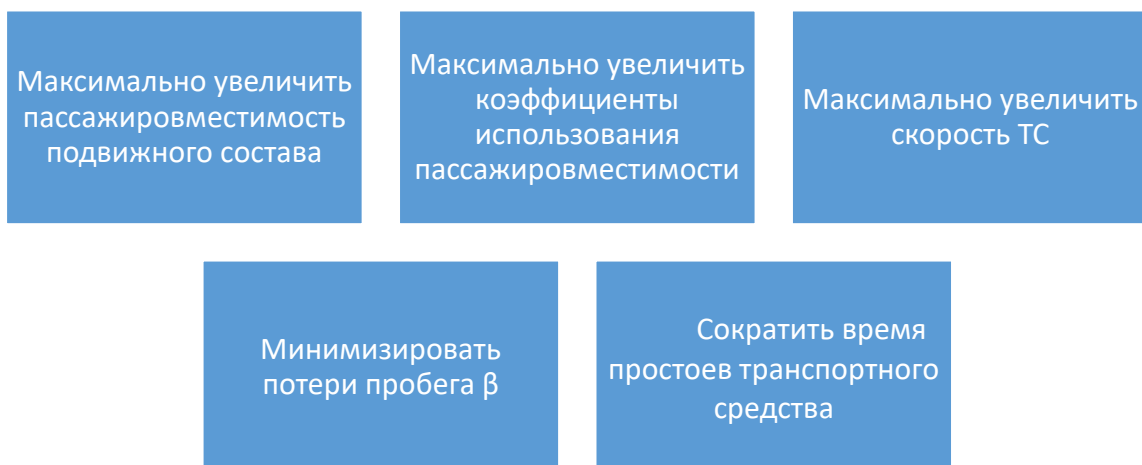 Максимально увеличить
пассажировместимость
подвижного состава
Максимально увеличить
коэффициенты
использования
пассажировместимости
Максимально увеличить
скорость ТС
Минимизировать
потери пробега β
Сократить время
простоев транспортного
средства